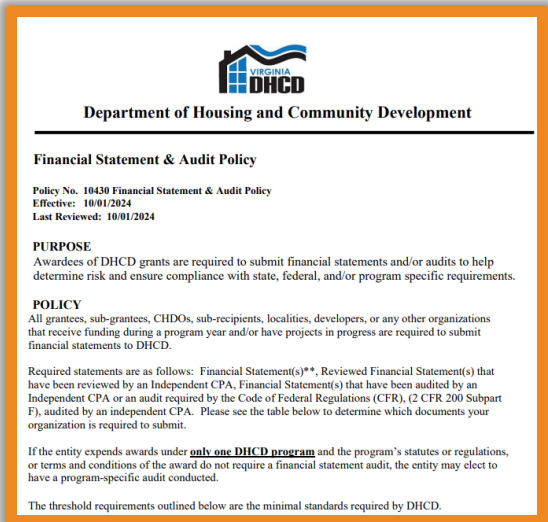 VIRGINIA
DHCD
Department of Housing and Community Development
Financial Statement & Audit Policy
Policy No. 10430 Financial Statement & Audit Policy
Effective: 10/01/2024
Last Reviewed: 10/01/2024
PURPOSE
Awardees of DHCD grants are required to submit financial statements and/or audits to help
determine risk and ensure compliance with state, federal, and/or program specific requirements.
POLICY
All grantees, sub-grantees, CHDOs, sub-recipients, localities, developers, or any other organizations
that receive funding during a program year and/or have projects in progress are required to submit
financial statements to DHCD.
Required statements are as follows: Financial Statement(s)**, Reviewed Financial Statement(s) that
have been reviewed by an Independent CPA, Financial Statement(s) that have been audited by an
Independent CPA or an audit required by the Code of Federal Regulations (CFR), (2 CFR 200 Subpart
F), audited by an independent CPA. Please see the table below to determine which documents your
organization is required to submit.
If the entity expends awards under only one DHCD program and the program's statutes or regulations,
or terms and conditions of the award do not require a financial statement audit, the entity may elect to
have a program-specific audit conducted.
The threshold requirements outlined below are the minimal standards required by DHCD.